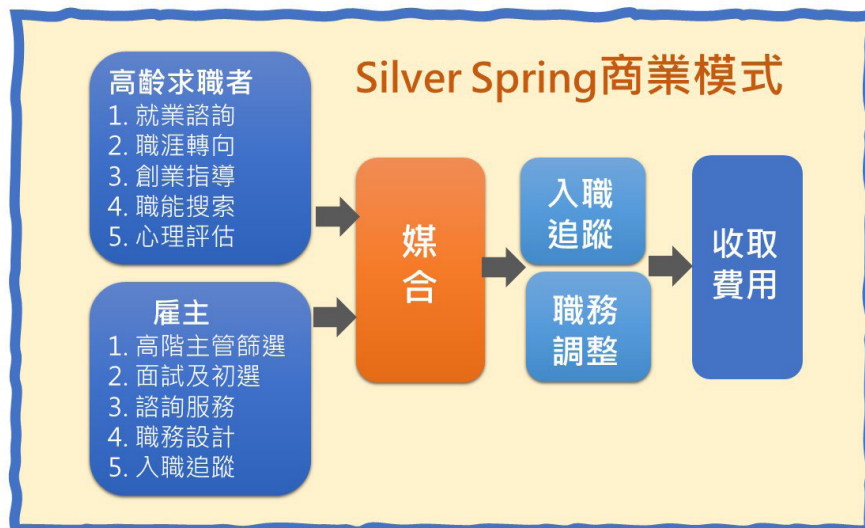 Silver Spring商業模式
高齡求職者
1. 就業諮詢
2. 職涯轉向
3. 創業指導
4. 職能搜索
5. 心理評估
雇主
1. 高階主管篩選
2. 面試及初選
3. 諮詢服務
4. 職務設計
5. 入職追蹤
媒
合
入職
追蹤
職務
調整
收取
費用